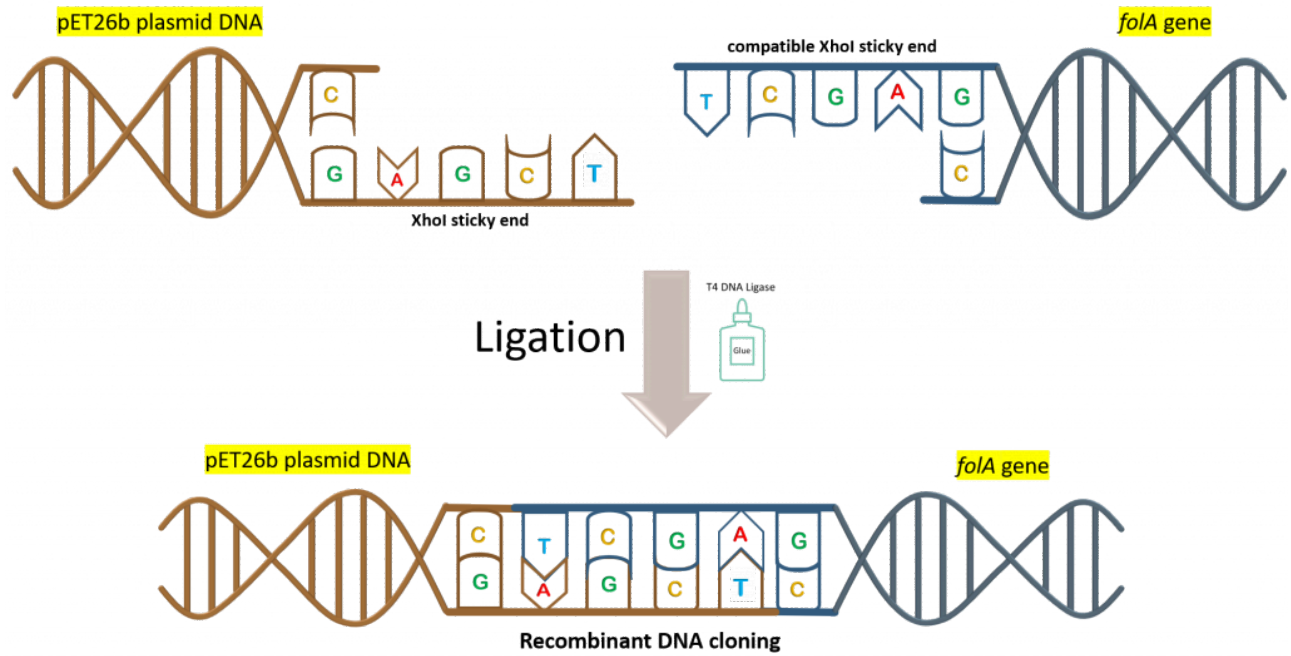 pET26b plasmid DNA
folA gene
compatible XhoI sticky end
C
T C G A G
G A G C T
C
XhoI sticky end
T4 DNA Ligase
Ligation
Glue
pET26b plasmid DNA
folA gene
C T C G A G
G A G C T C
Recombinant DNA cloning